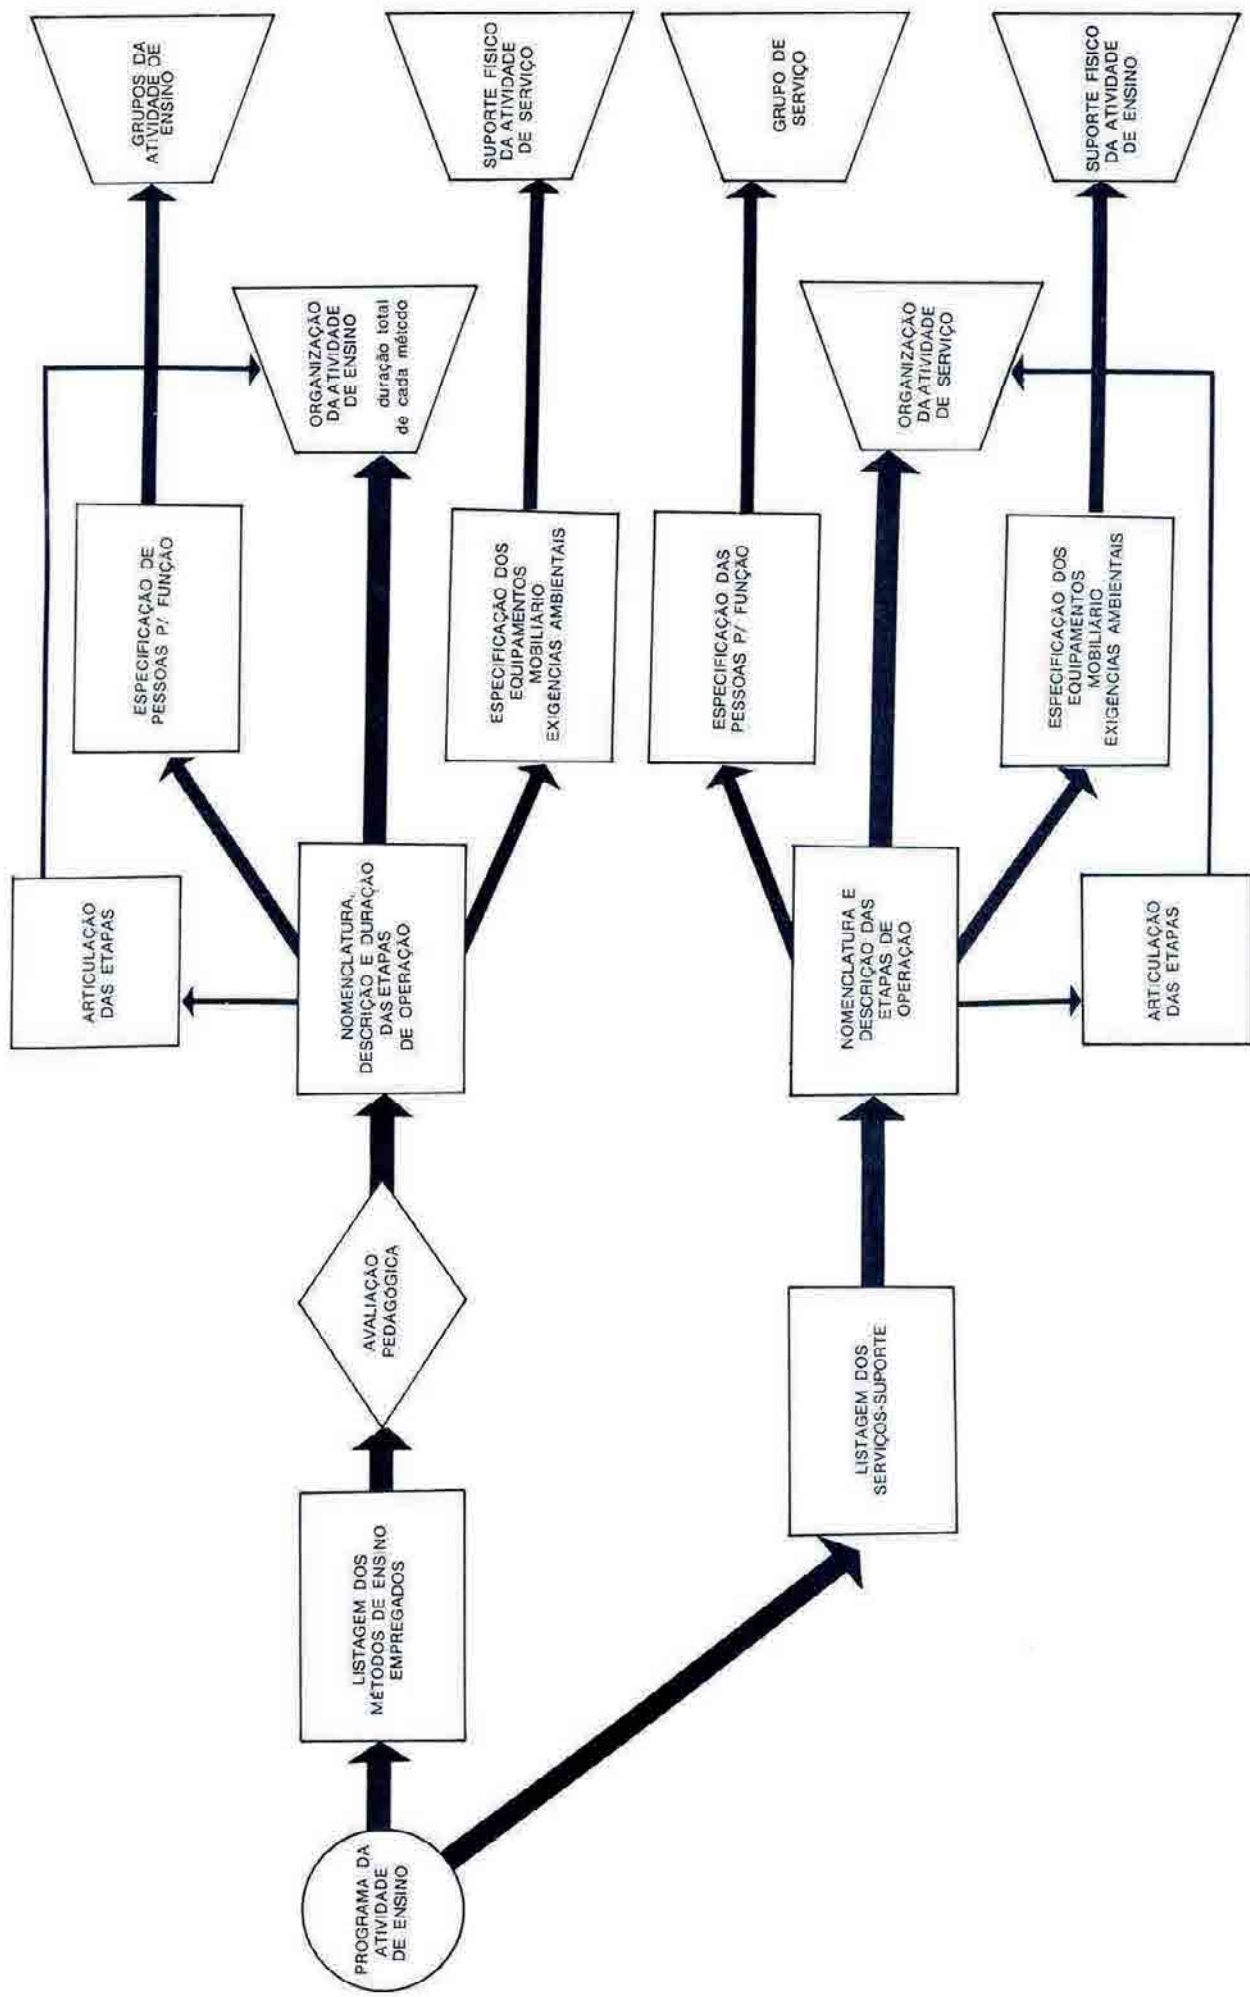 PROGRAMA DA
ATIVIDADE
DE ENSINO
LISTAGEM DOS
MÉTODOS DE ENSINO
EMPREGADOS
AVALIAÇÃO
PEDAGÓGICA
NOMENCLATURA,
DESCRIÇÃO E DURAÇÃO
DAS ETAPAS
DE OPERAÇÃO
ARTICULAÇÃO
DAS ETAPAS
ESPECIFICAÇÃO DE
PESSOAS P/ FUNÇÃO
GRUPOS DA
ATIVIDADE DE
ENSINO
ORGANIZAÇÃO
DA ATIVIDADE
DE ENSINO
duração total
de cada método
ESPECIFICAÇÃO DOS
EQUIPAMENTOS
MOBILIÁRIO
EXIGÊNCIAS AMBIENTAIS
SUPORTE FÍSICO
DA ATIVIDADE
DE SERVIÇO
LISTAGEM DOS
SERVIÇOS-SUPORTE
NOMENCLATURA E
DESCRIÇÃO DAS
ETAPAS DE
OPERAÇÃO
ESPECIFICAÇÃO DAS
PESSOAS P/ FUNÇÃO
GRUPO DE
SERVIÇO
ORGANIZAÇÃO
DA ATIVIDADE
DE SERVIÇO
ESPECIFICAÇÃO DOS
EQUIPAMENTOS
MOBILIÁRIO
EXIGÊNCIAS AMBIENTAIS
SUPORTE FÍSICO
DA ATIVIDADE
DE ENSINO
ARTICULAÇÃO
DAS ETAPAS